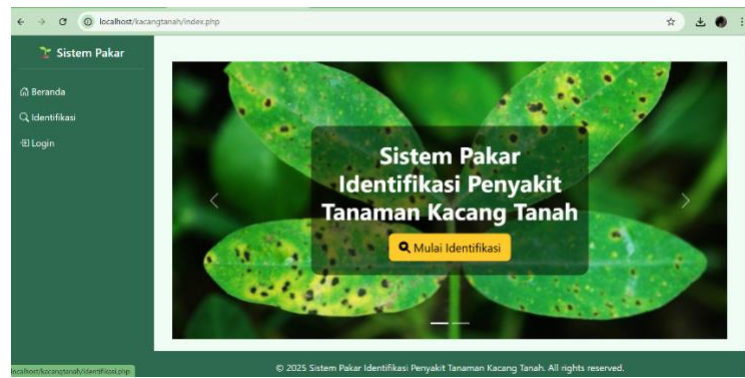 localhost/kacangtanah/index.php
Sistem Pakar
Beranda
Identifikasi
Login
Sistem Pakar
Identifikasi Penyakit
Tanaman Kacang Tanah
Mulai Identifikasi
localhost/kacangtanah/identifikasi.php
© 2025 Sistem Pakar Identifikasi Penyakit Tanaman Kacang Tanah. All rights reserved.